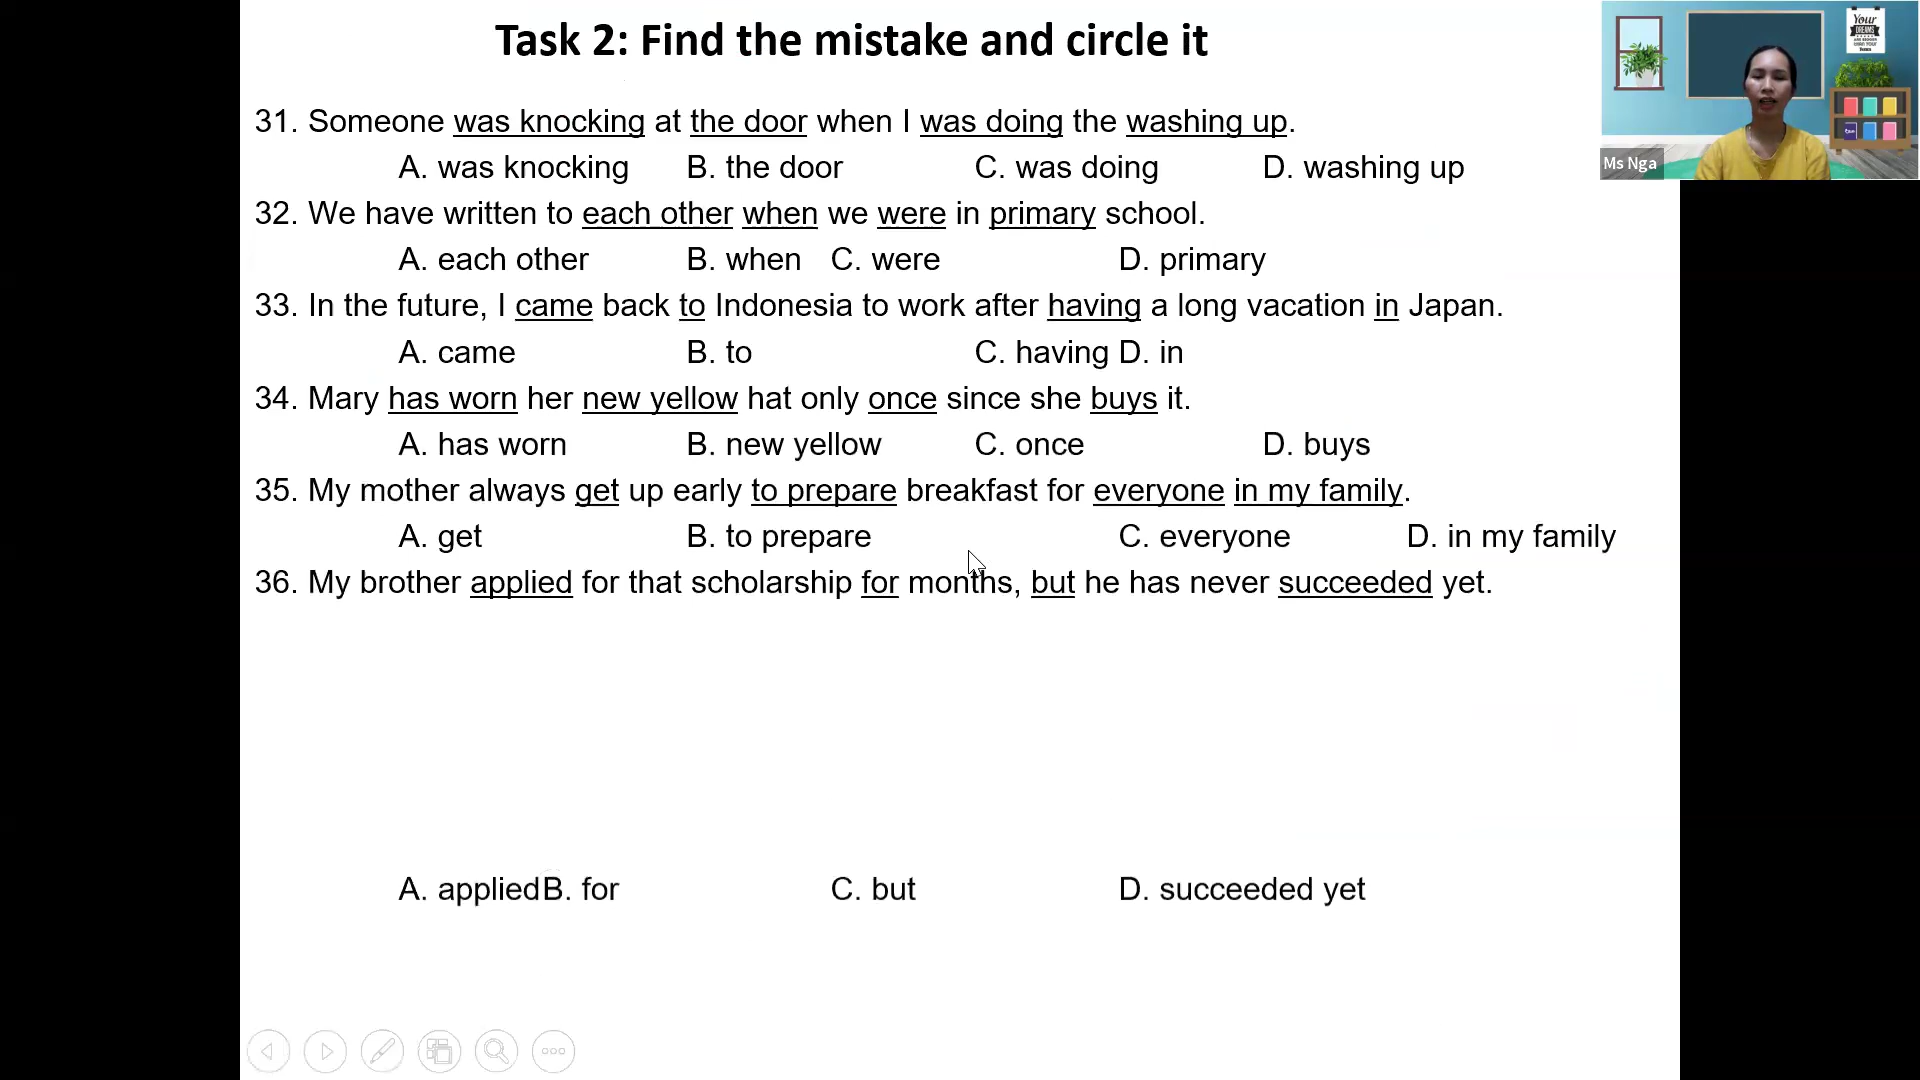 Task 2: Find the mistake and circle it
31. Someone was knocking at the door when I was doing the washing up.
A. was knocking B. the door C. was doing D. washing up
32. We have written to each other when we were in primary school.
A. each other B. when C. were D. primary
33. In the future, I came back to Indonesia to work after having a long vacation in Japan.
A. came B. to C. having D. in
34. Mary has worn her new yellow hat only once since she buys it.
A. has worn B. new yellow C. once D. buys
35. My mother always get up early to prepare breakfast for everyone in my family.
A. get B. to prepare C. everyone D. in my family
36. My brother applied for that scholarship for months, but he has never succeeded yet.
A. applied B. for C. but D. succeeded yet
Your
DREAMS
Ms Nga